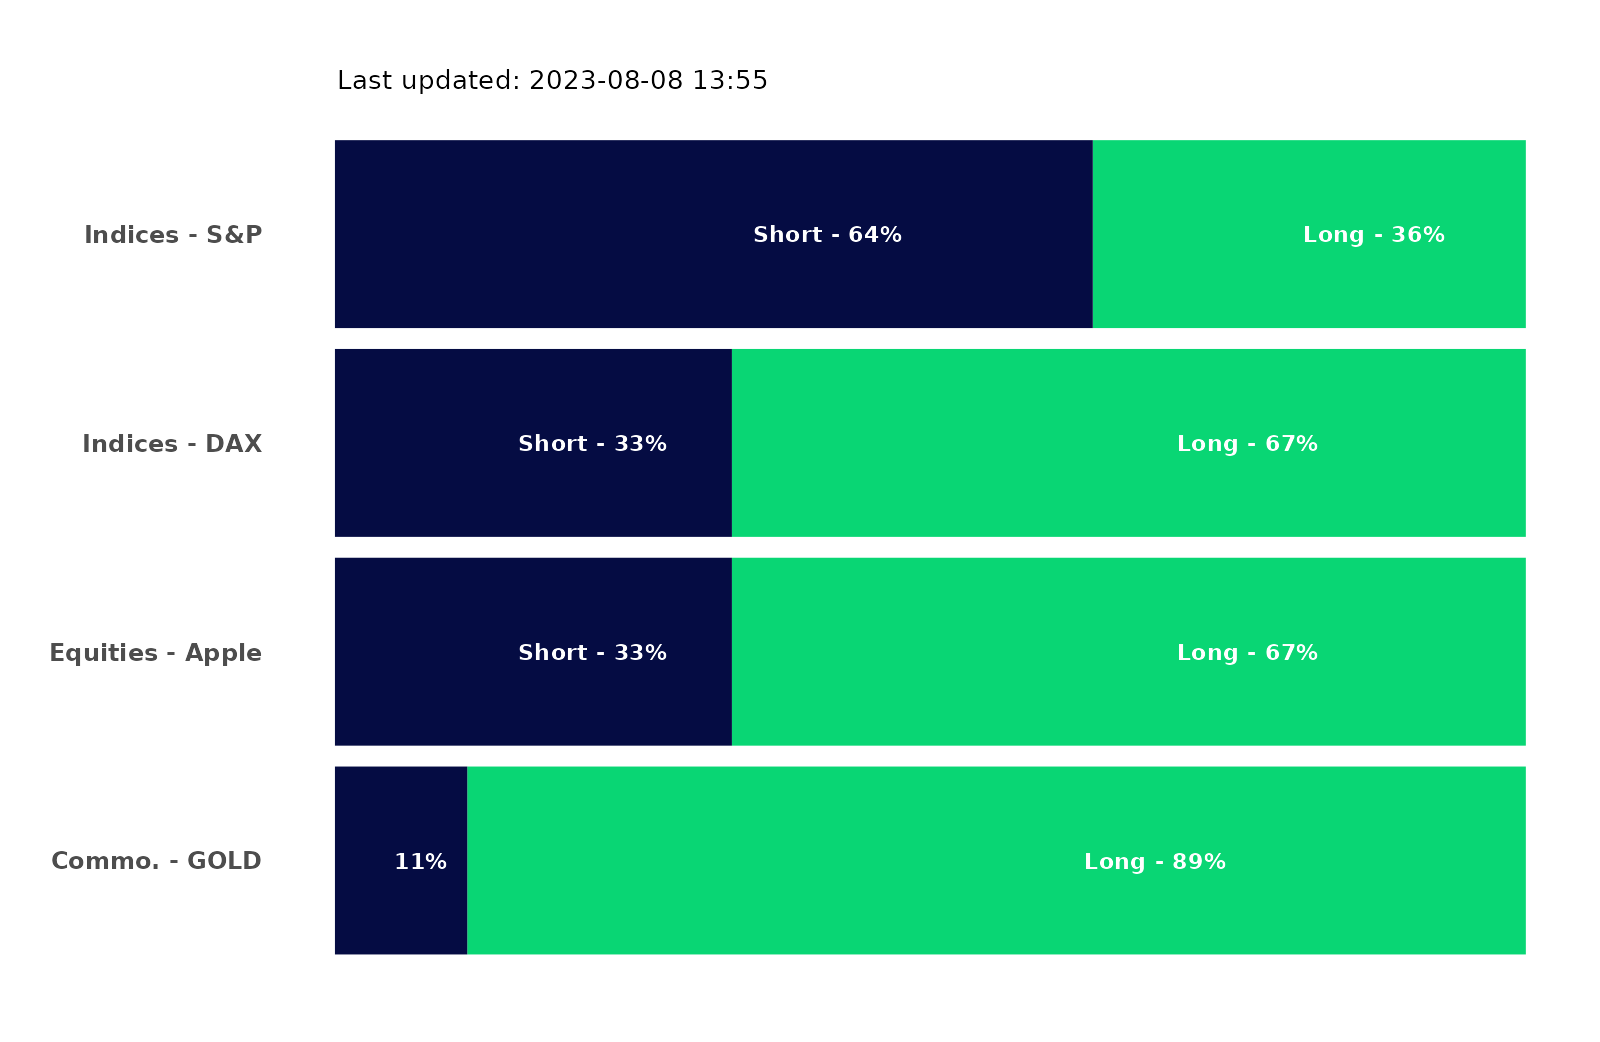 Last updated: 2023-08-08 13:55
Indices - S&P Short - 64% Long - 36%
Indices - DAX Short - 33% Long - 67%
Equities - Apple Short - 33% Long - 67%
Commo. - GOLD 11% Long - 89%